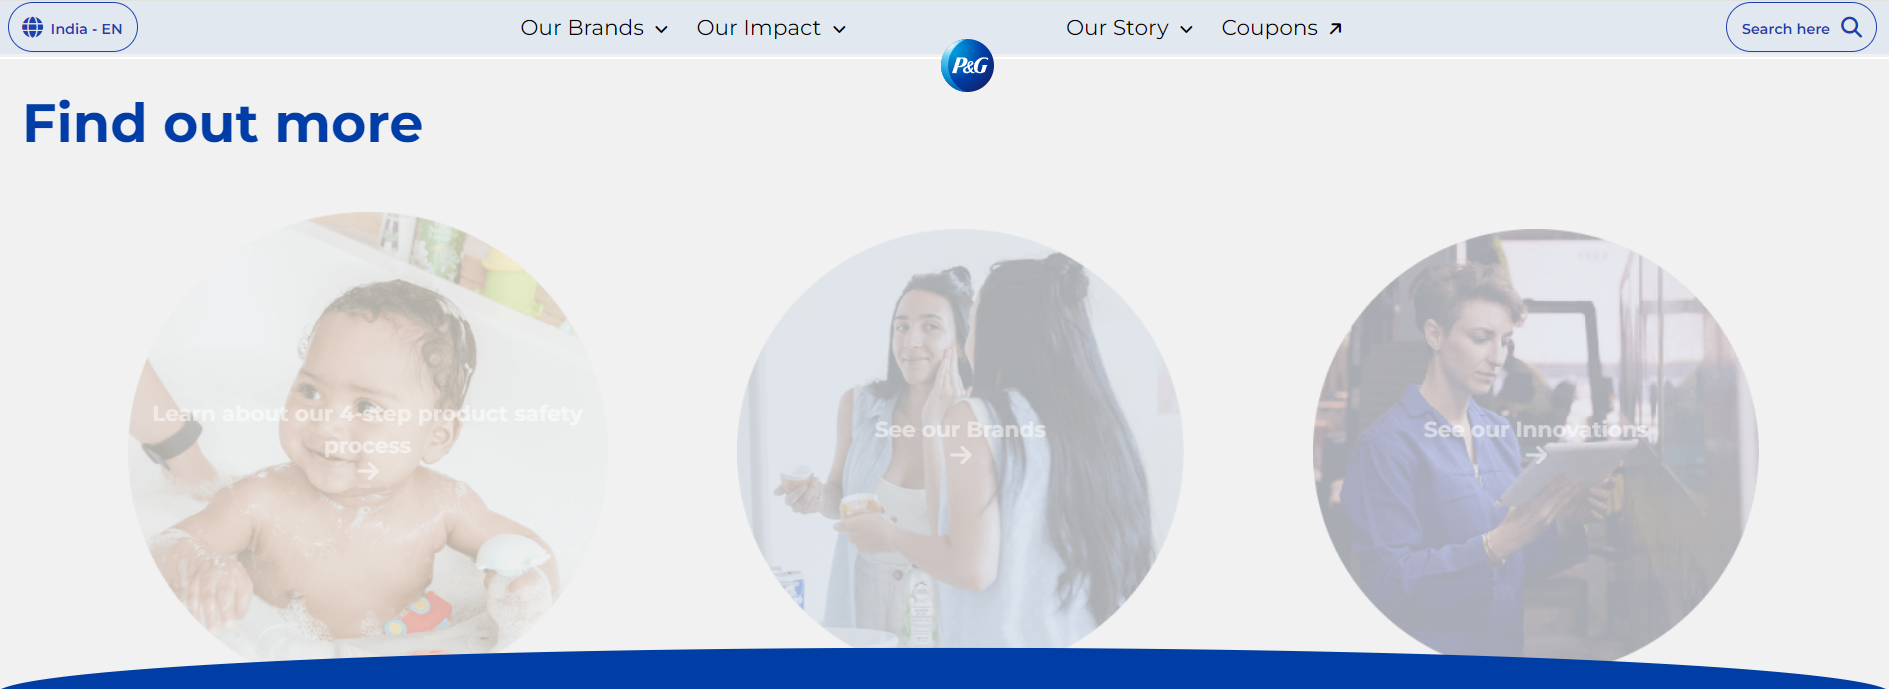 India - EN
Our Brands
Our Impact
P&G
Our Story
Coupons
Search here
Find out more
Learn about our 4-step product safety
process
See our Brands
See our Innovations